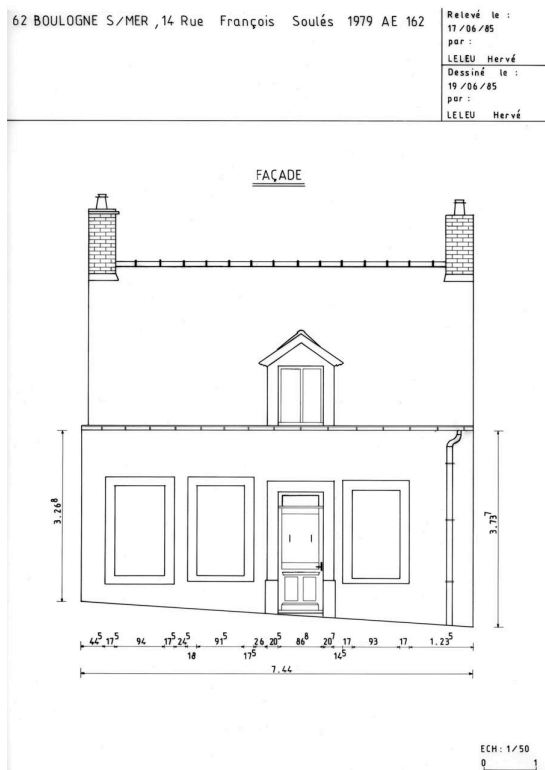 62 BOULOGNE S/MER ,14 Rue François Soulés 1979 AE 162
Relevé le :
17/06/85
par :
LELEU Hervé
Dessiné le :
19/06/85
par :
LELEU Hervé
FAÇADE
3.26⁸
3.73⁷
44⁵ 17⁵ 94 17⁵ 24⁵ 91⁵ 26 20⁵ 86⁸ 20⁷ 17 93 17 1.23⁵
18 17⁵ 14⁵
7.44
ECH: 1/50
0 1